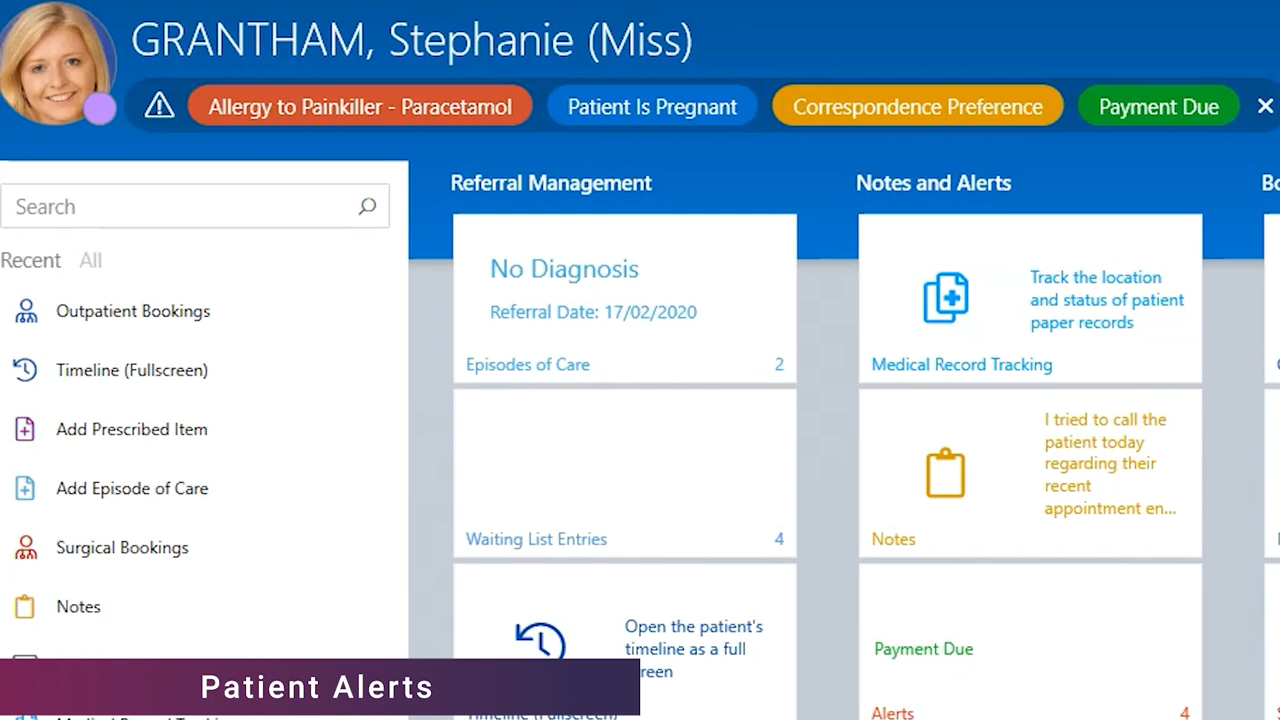 GRANTHAM, Stephanie (Miss)
Allergy to Painkiller - Paracetamol
Patient Is Pregnant
Correspondence Preference
Payment Due
Search
Recent All
Outpatient Bookings
Timeline (Fullscreen)
Add Prescribed Item
Add Episode of Care
Surgical Bookings
Notes
Referral Management
No Diagnosis
Referral Date: 17/02/2020
Episodes of Care 2
Waiting List Entries 4
Open the patient's
timeline as a full
Timeline (Fullscreen)
Notes and Alerts
Track the location
and status of patient
paper records
Medical Record Tracking
I tried to call the
patient today
regarding their
recent
appointment en...
Notes
Payment Due
Alerts 4
Patient Alerts